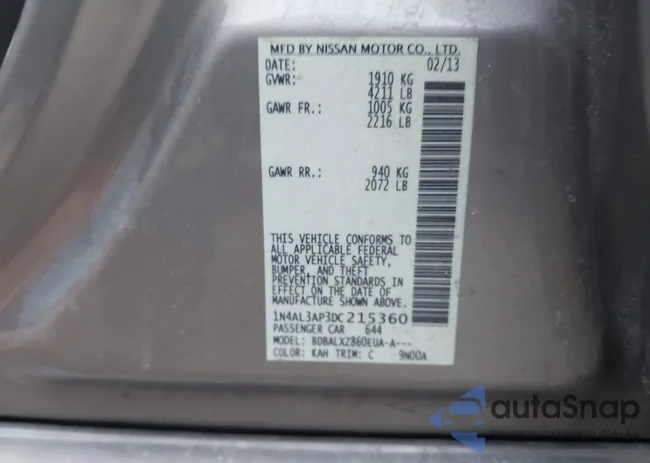 MFD BY NISSAN MOTOR CO., LTD.
DATE: 02/13
GVWR: 1910 KG
4211 LB
GAWR FR.: 1005 KG
2216 LB
GAWR RR.: 940 KG
2072 LB
THIS VEHICLE CONFORMS TO
ALL APPLICABLE FEDERAL
MOTOR VEHICLE SAFETY,
BUMPER, AND THEFT
PREVENTION STANDARDS IN
EFFECT ON THE DATE OF
MANUFACTURE SHOWN ABOVE.
1N4AL3AP3DC215360
PASSENGER CAR 644
MODEL: BDBALXZ860EUA-A---
COLOR: KAH TRIM: C 9N00A
autaSnap